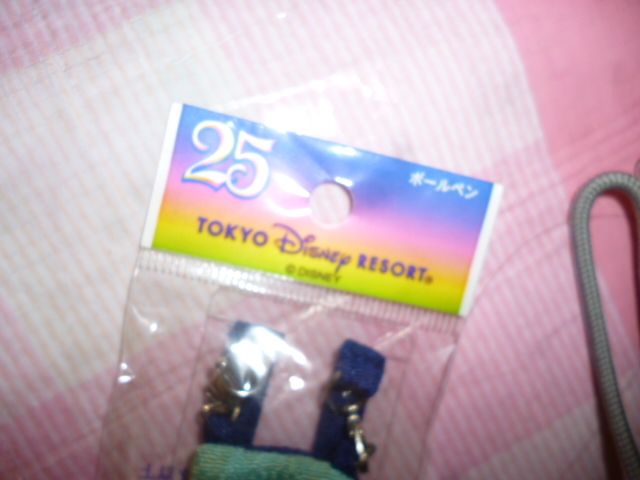 25
ボールペン
TOKYO Disney RESORT®
© DISNEY